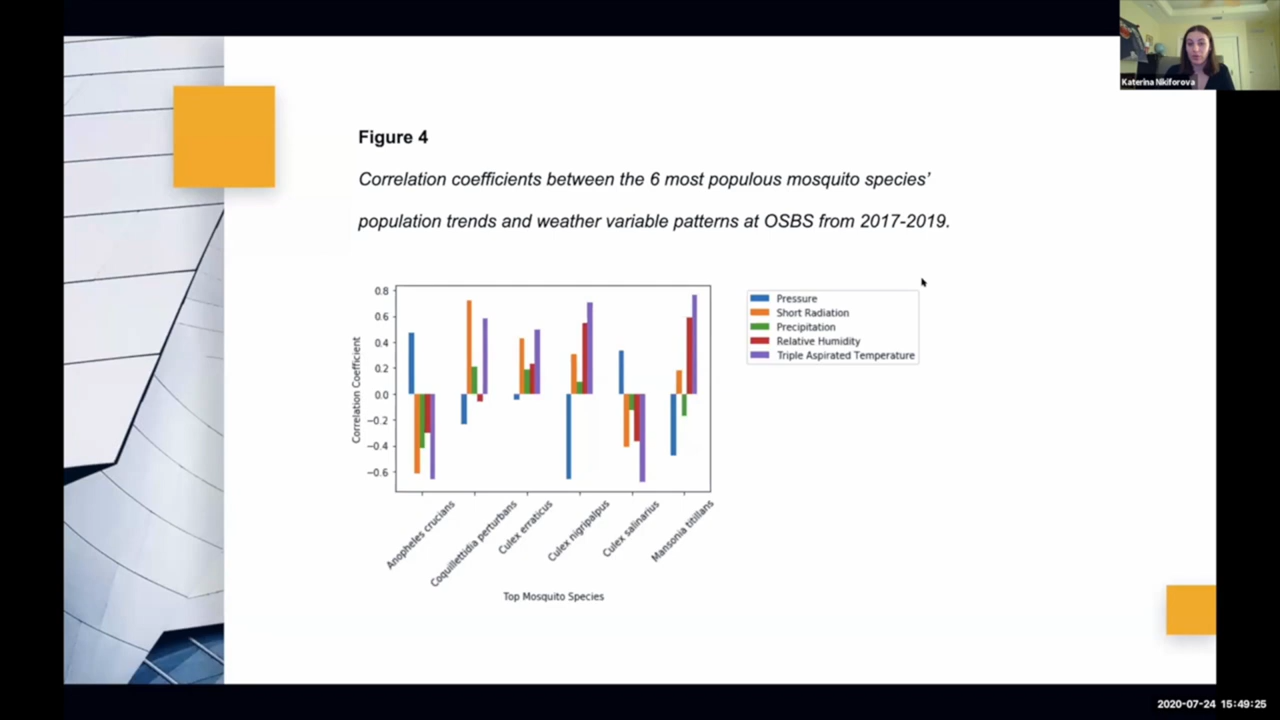 Katerina Nikiforova
Figure 4
Correlation coefficients between the 6 most populous mosquito species’
population trends and weather variable patterns at OSBS from 2017-2019.
0.8
0.6
0.4
0.2
0.0
−0.2
−0.4
−0.6
Correlation Coefficient
Anopheles crucians
Coquillettidia perturbans
Culex erraticus
Culex nigripalpus
Culex salinarius
Mansonia titillans
Top Mosquito Species
Pressure
Short Radiation
Precipitation
Relative Humidity
Triple Aspirated Temperature
2020-07-24 15:49:25